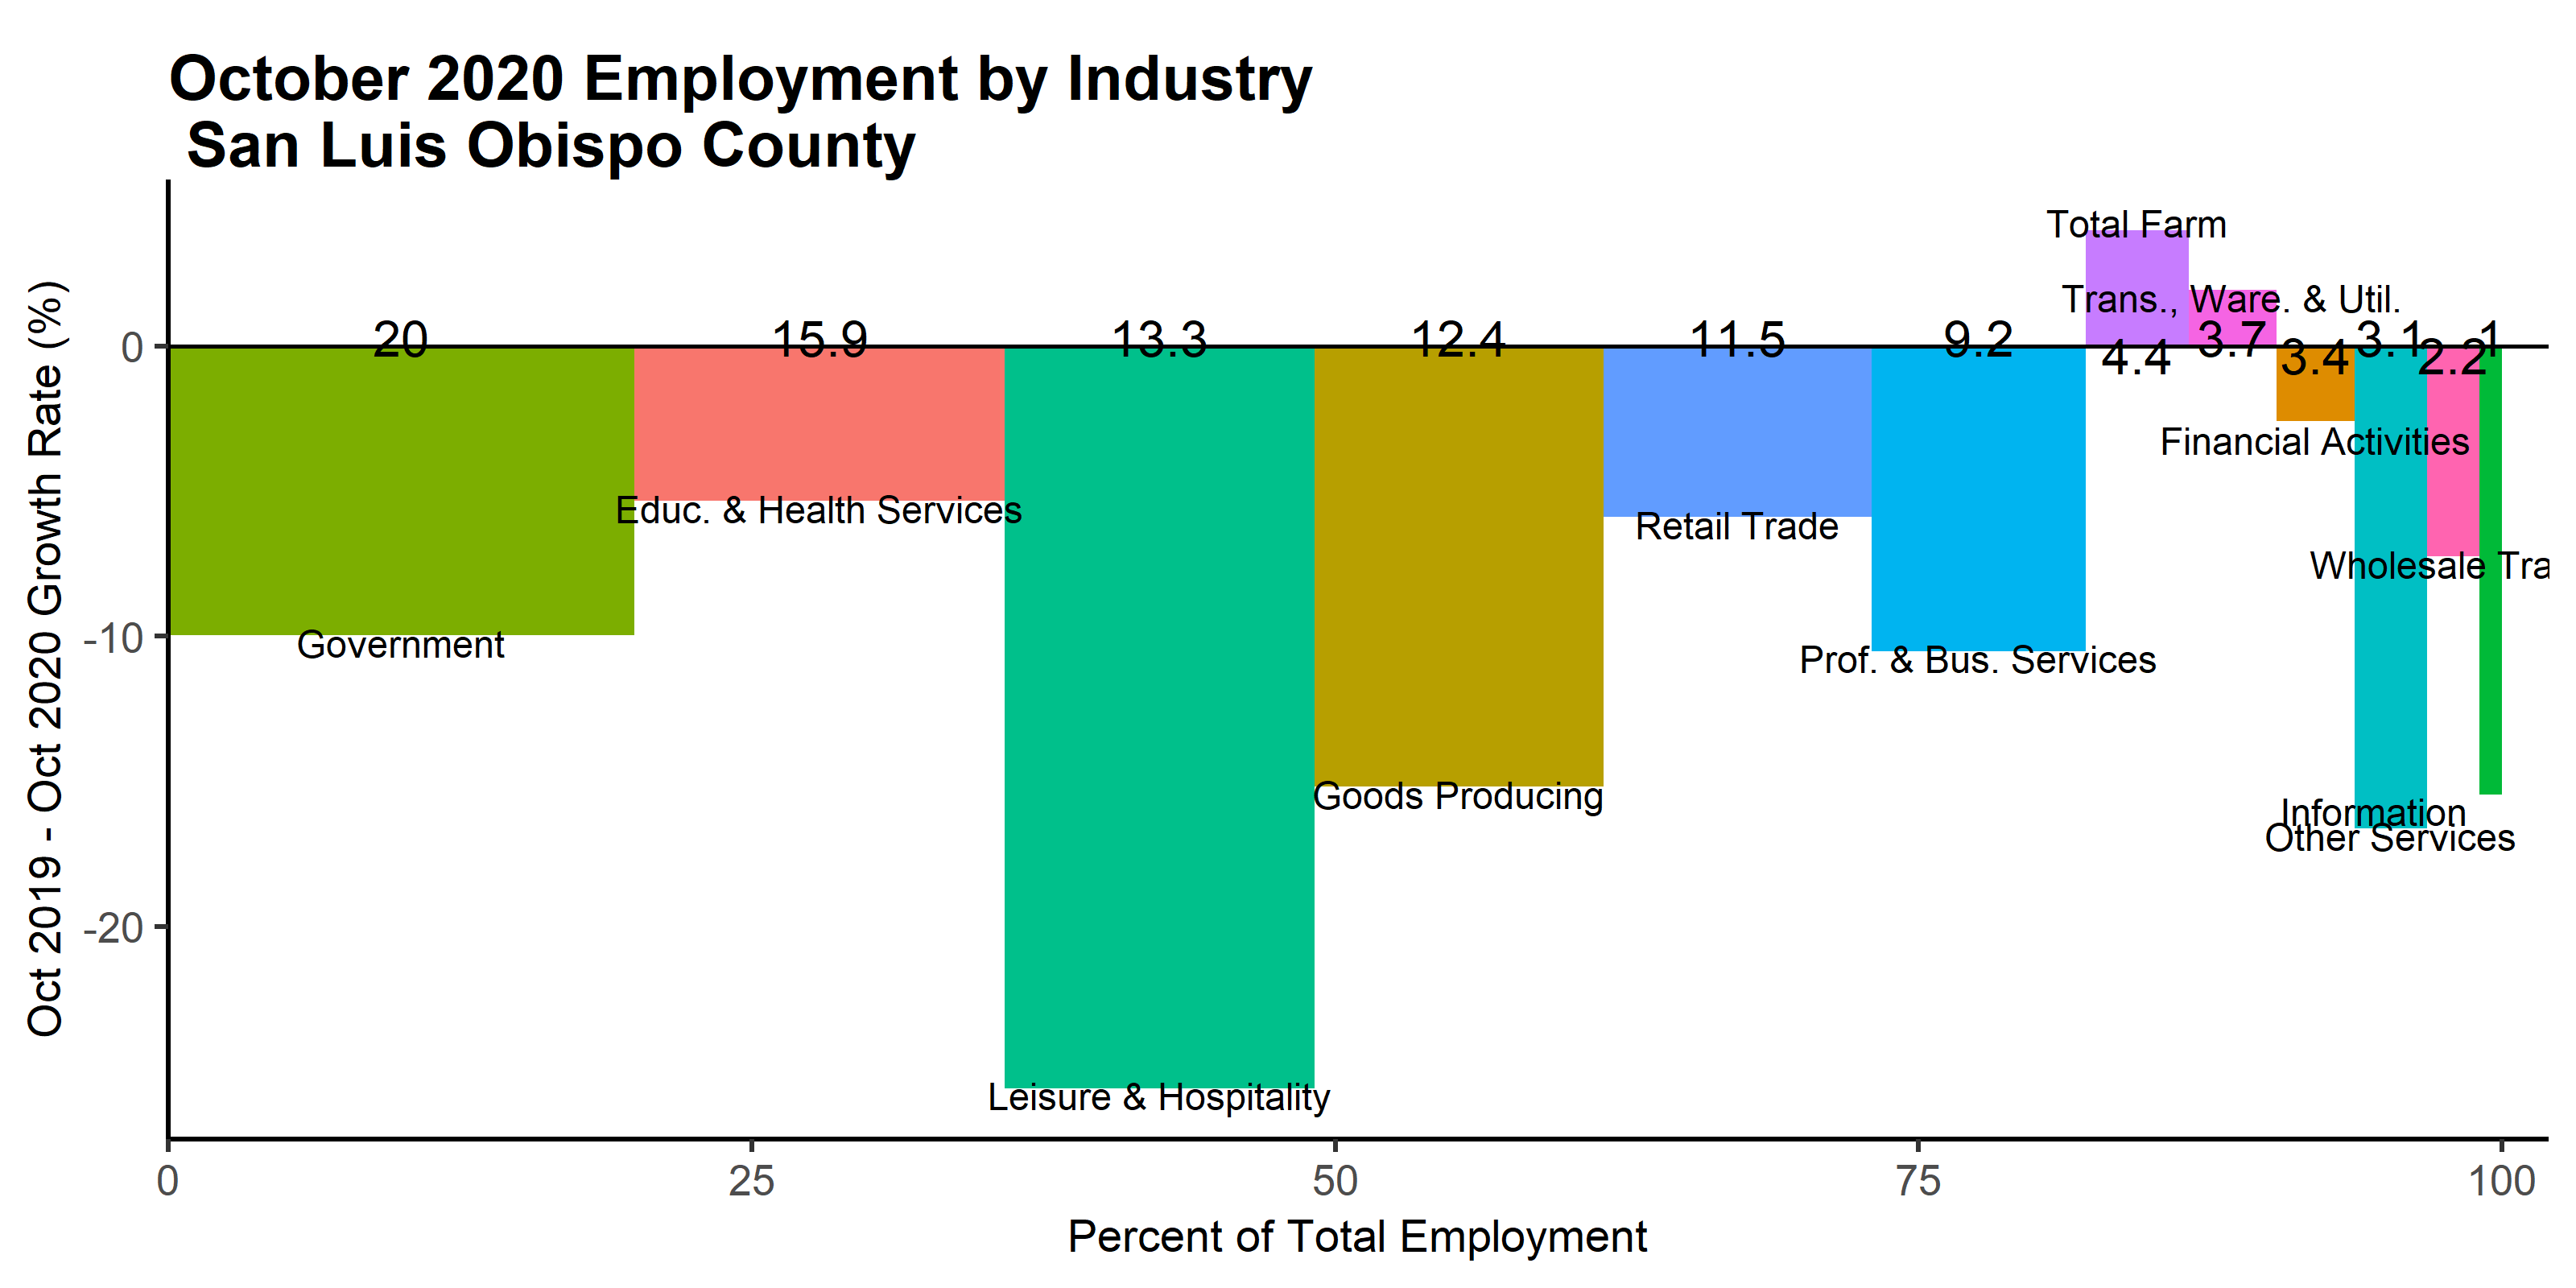 October 2020 Employment by Industry
San Luis Obispo County
Oct 2019 - Oct 2020 Growth Rate (%)
Total Farm
Trans., Ware. & Util.
0
20
15.9
13.3
12.4
11.5
9.2
4.4
3.7
3.4
3.1
2.2
1
Financial Activities
Educ. & Health Services
Retail Trade
Wholesale Tra
-10
Government
Prof. & Bus. Services
Goods Producing
Information
Other Services
-20
Leisure & Hospitality
0
25
50
75
100
Percent of Total Employment